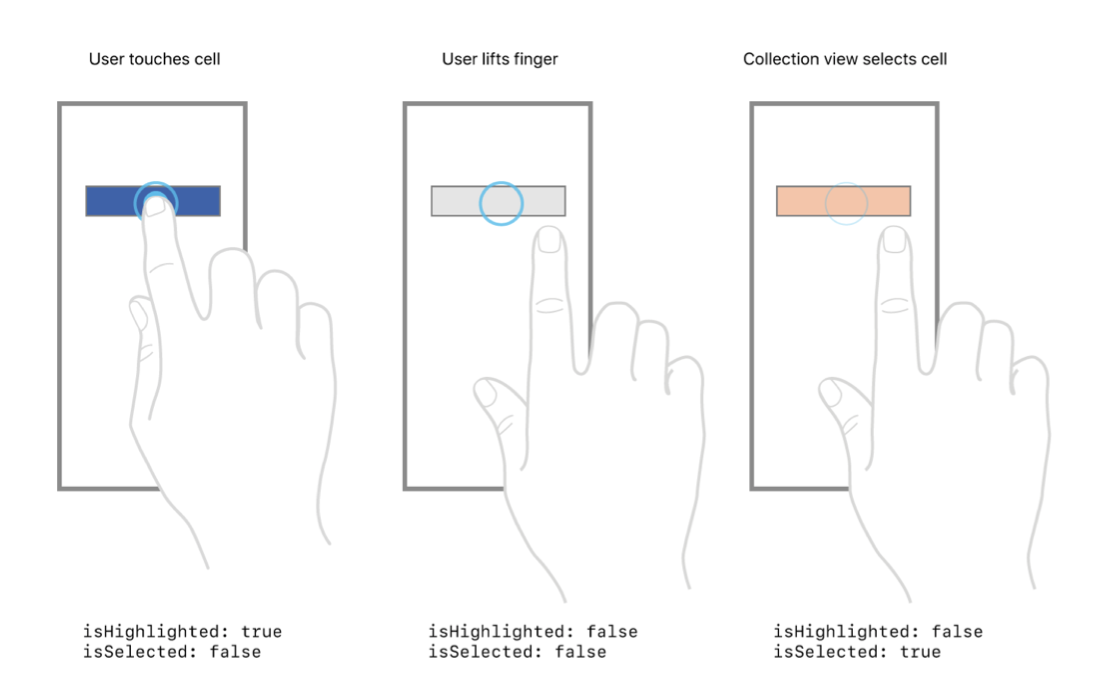 User touches cell
User lifts finger
Collection view selects cell
isHighlighted: true
isSelected: false
isHighlighted: false
isSelected: false
isHighlighted: false
isSelected: true